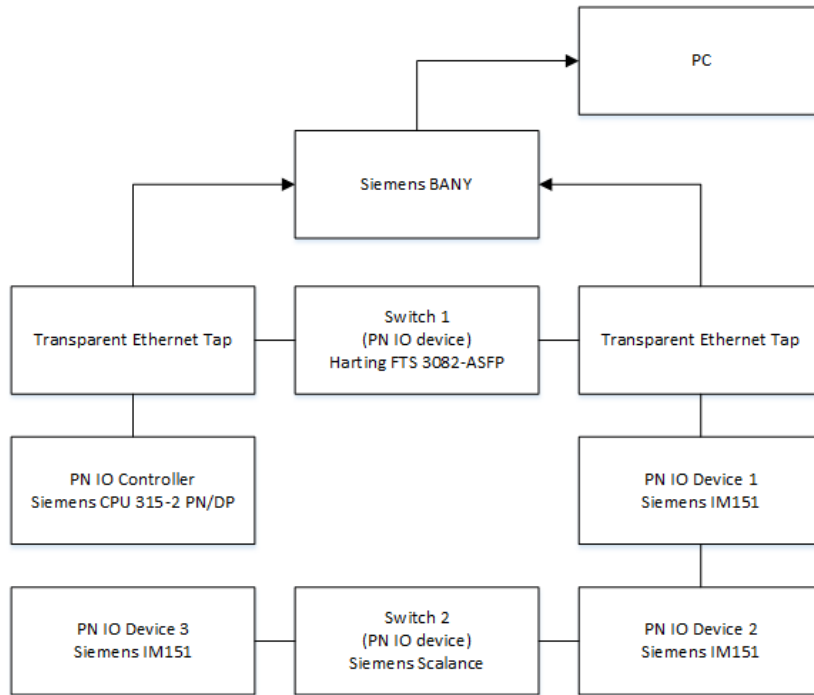 PC
Siemens BANY
Transparent Ethernet Tap
Switch 1
(PN IO device)
Harting FTS 3082-ASFP
Transparent Ethernet Tap
PN IO Controller
Siemens CPU 315-2 PN/DP
PN IO Device 1
Siemens IM151
PN IO Device 3
Siemens IM151
Switch 2
(PN IO device)
Siemens Scalance
PN IO Device 2
Siemens IM151